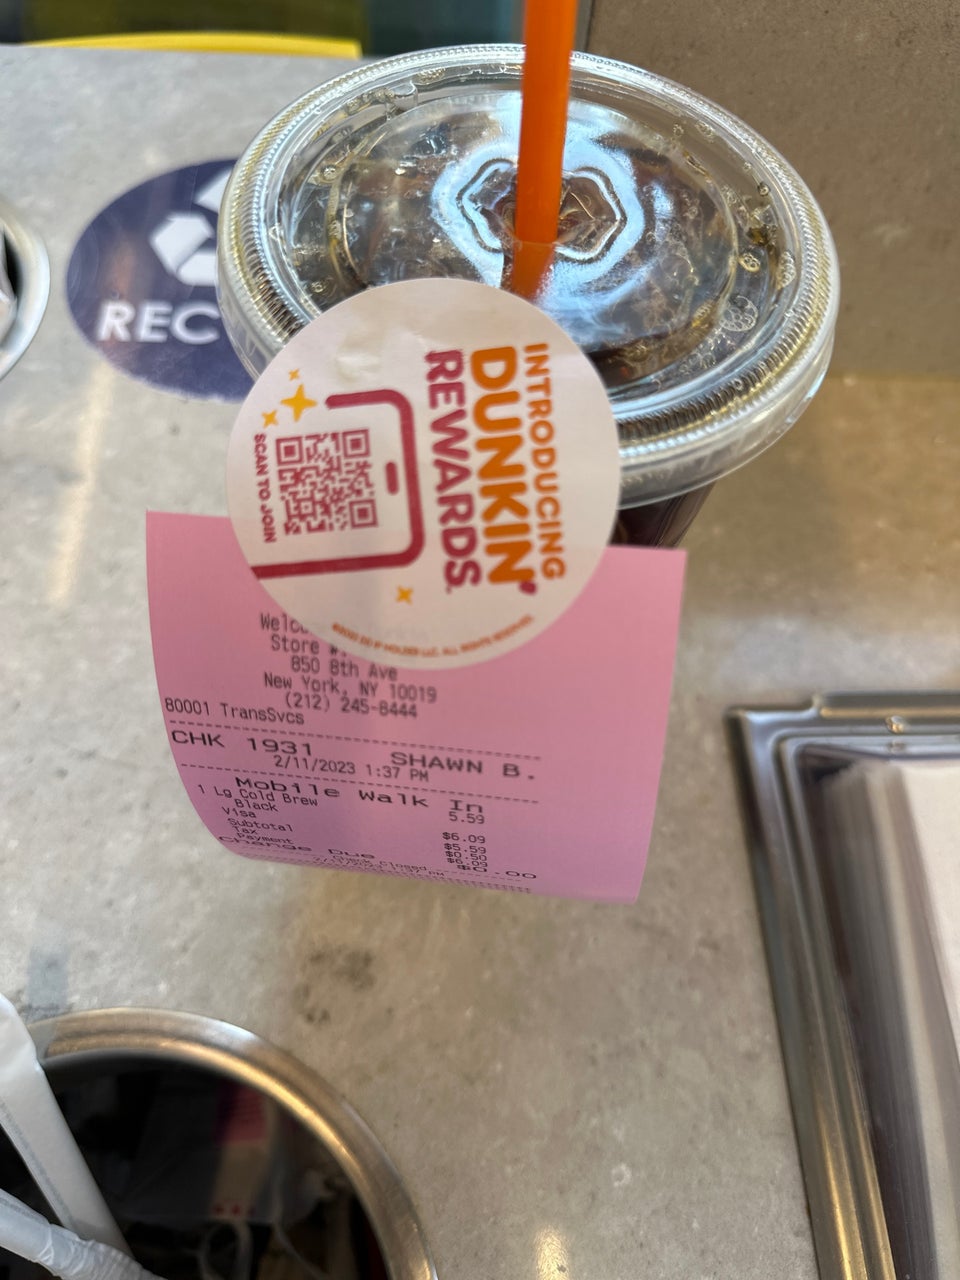 REC
INTRODUCING
DUNKIN'
REWARDS.
SCAN TO JOIN
ALL RIGHTS RESERVED.
Store #
850 8th Ave
New York, NY 10019
(212) 245-8444
80001 TransSvcs
CHK 1931 SHAWN B.
2/11/2023 1:37 PM
Mobile Walk In
1 Lg Cold Brew 5.59
Black
Visa $6.09
Subtotal $5.59
Tax $0.50
Payment $6.09
Change Due $0.00
Check Closed